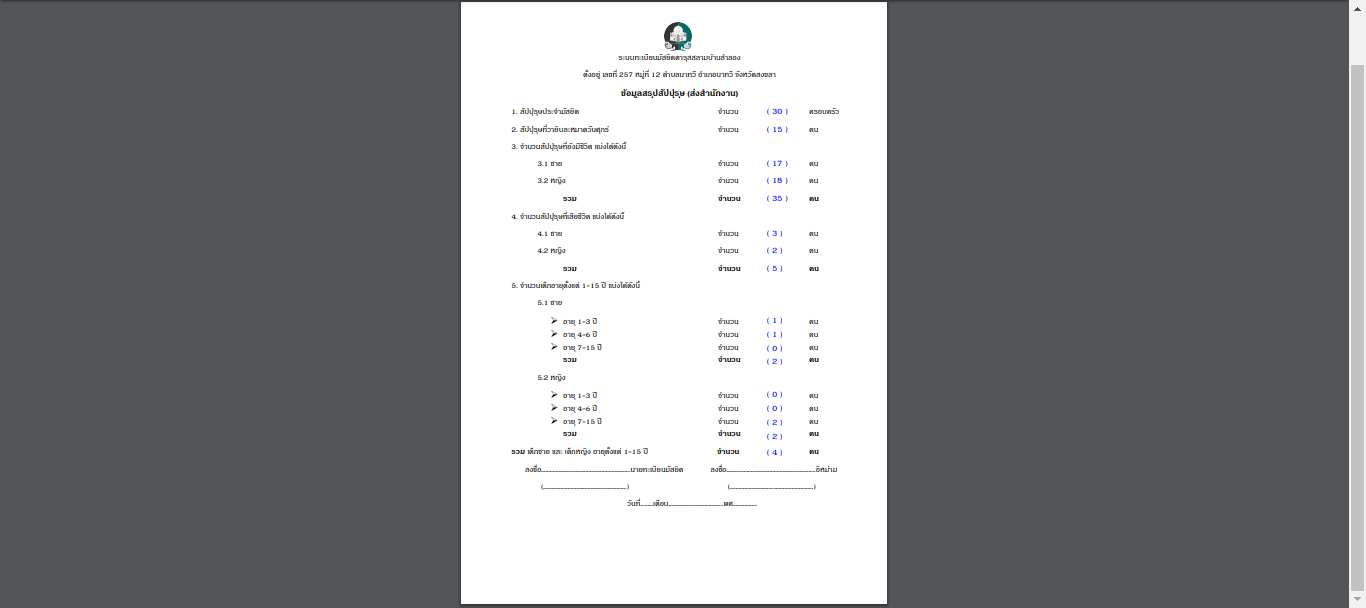 ระบบทะเบียนมัสยิดดารุสสลามบ้านลำลอง
ตั้งอยู่ เลขที่ 257 หมู่ที่ 12 ตำบลนาทวี อำเภอนาทวี จังหวัดสงขลา
ข้อมูลสรุปสัปปุรุษ (ส่งสำนักงาน)
1. สัปปุรุษประจำมัสยิด จำนวน ( 30 ) ครอบครัว
2. สัปปุรุษที่วายิบละหมาดวันศุกร์ จำนวน ( 15 ) คน
3. จำนวนสัปปุรุษที่ยังมีชีวิต แบ่งได้ดังนี้
3.1 ชาย จำนวน ( 17 ) คน
3.2 หญิง จำนวน ( 18 ) คน
รวม จำนวน ( 35 ) คน
4. จำนวนสัปปุรุษที่เสียชีวิต แบ่งได้ดังนี้
4.1 ชาย จำนวน ( 3 ) คน
4.2 หญิง จำนวน ( 2 ) คน
รวม จำนวน ( 5 ) คน
5. จำนวนเด็กอายุตั้งแต่ 1-15 ปี แบ่งได้ดังนี้
5.1 ชาย
➢ อายุ 1-3 ปี จำนวน ( 1 ) คน
➢ อายุ 4-6 ปี จำนวน ( 1 ) คน
➢ อายุ 7-15 ปี จำนวน ( 0 ) คน
รวม จำนวน ( 2 ) คน
5.2 หญิง
➢ อายุ 1-3 ปี จำนวน ( 0 ) คน
➢ อายุ 4-6 ปี จำนวน ( 0 ) คน
➢ อายุ 7-15 ปี จำนวน ( 2 ) คน
รวม จำนวน ( 2 ) คน
รวม เด็กชาย และ เด็กหญิง อายุตั้งแต่ 1-15 ปี จำนวน ( 4 ) คน
ลงชื่อ..............................นายทะเบียนมัสยิด ลงชื่อ..............................อิหม่าม
(..............................) (..............................)
วันที่.....เดือน....................พศ..........